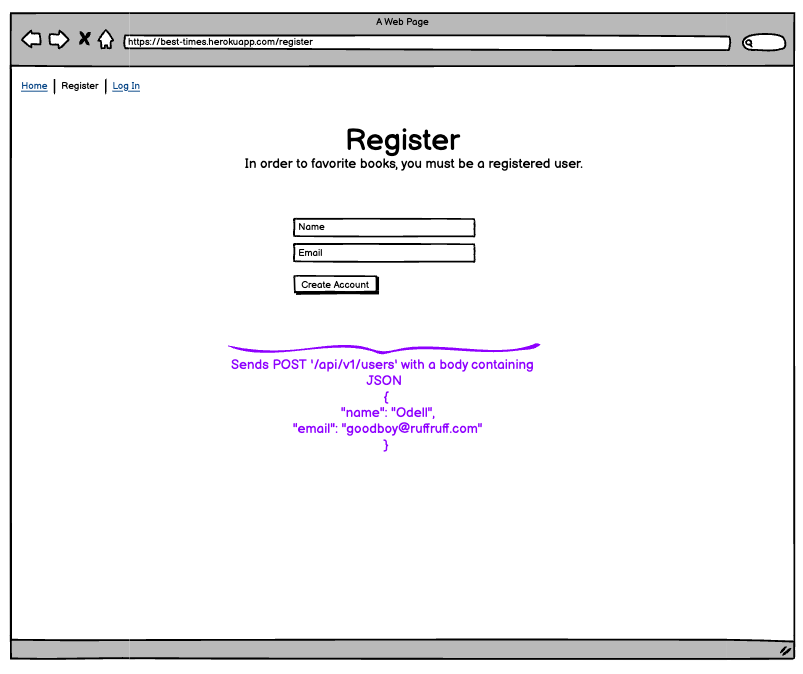 A Web Page
https://best-times.herokuapp.com/register
Home Register Log In
Register
In order to favorite books, you must be a registered user.
Name
Email
Create Account
Sends POST '/api/v1/users' with a body containing
JSON
{
"name": "Odell",
"email": "goodboy@ruffruff.com"
}